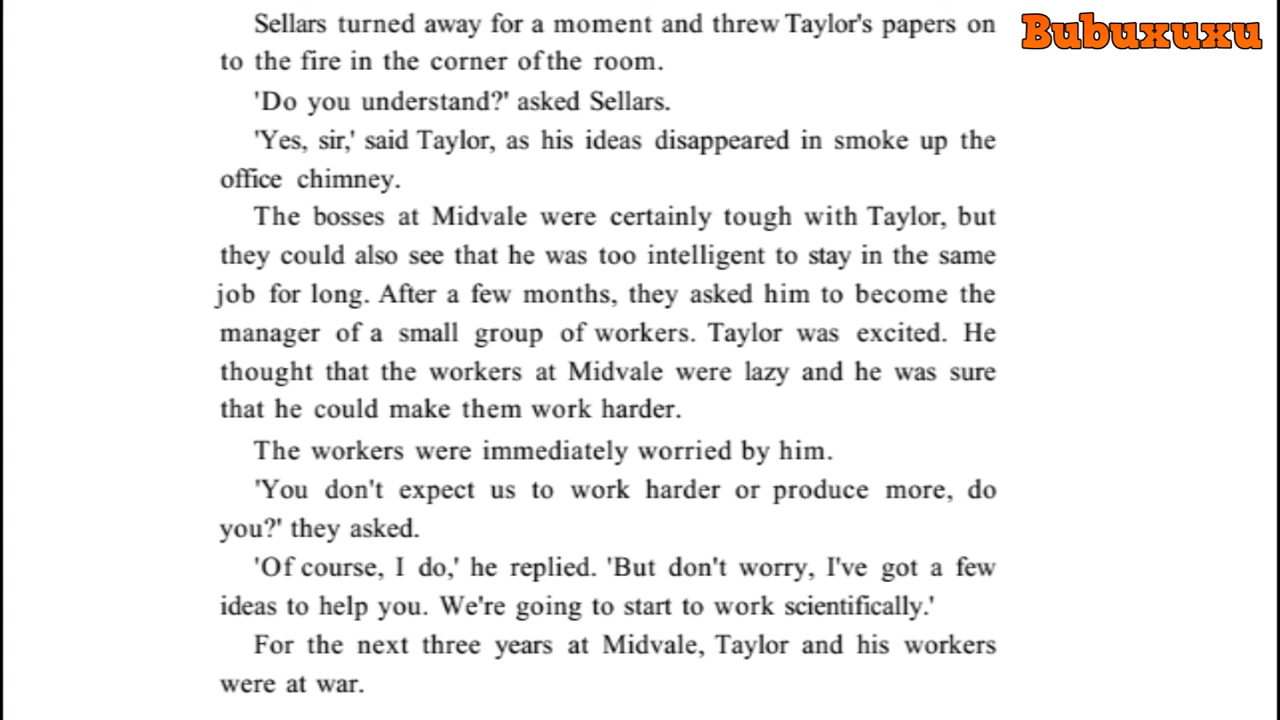 Bubuxuxu
Sellars turned away for a moment and threw Taylor's papers on
to the fire in the corner of the room.
'Do you understand?' asked Sellars.
'Yes, sir,' said Taylor, as his ideas disappeared in smoke up the
office chimney.
The bosses at Midvale were certainly tough with Taylor, but
they could also see that he was too intelligent to stay in the same
job for long. After a few months, they asked him to become the
manager of a small group of workers. Taylor was excited. He
thought that the workers at Midvale were lazy and he was sure
that he could make them work harder.
The workers were immediately worried by him.
'You don't expect us to work harder or produce more, do
you?' they asked.
'Of course, I do,' he replied. 'But don't worry, I've got a few
ideas to help you. We're going to start to work scientifically.'
For the next three years at Midvale, Taylor and his workers
were at war.